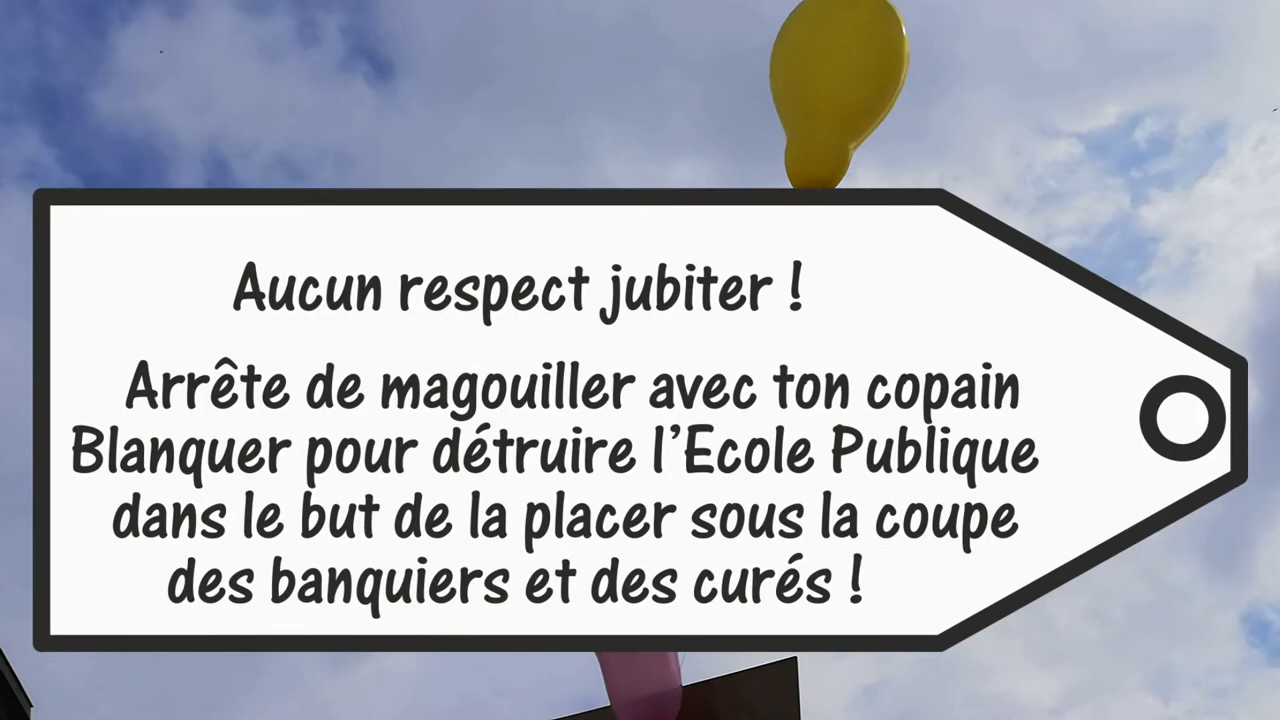 Aucun respect jubiter !
Arrête de magouiller avec ton copain
Blanquer pour détruire l'Ecole Publique
dans le but de la placer sous la coupe
des banquiers et des curés !